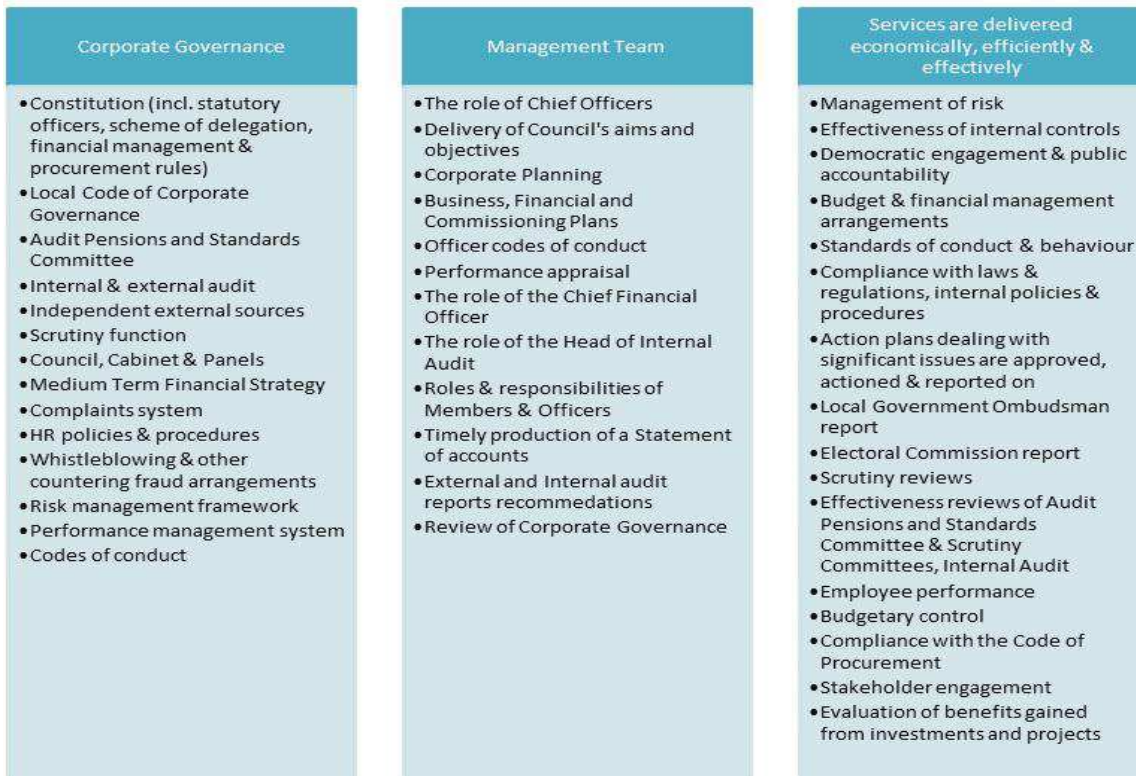 Corporate Governance
•Constitution (incl. statutory
officers, scheme of delegation,
financial management &
procurement rules)
•Local Code of Corporate
Governance
•Audit Pensions and Standards
Committee
•Internal & external audit
•Independent external sources
•Scrutiny function
•Council, Cabinet & Panels
•Medium Term Financial Strategy
•Complaints system
•HR policies & procedures
•Whistleblowing & other
countering fraud arrangements
•Risk management framework
•Performance management system
•Codes of conduct
Management Team
•The role of Chief Officers
•Delivery of Council's aims and
objectives
•Corporate Planning
•Business, Financial and
Commissioning Plans
•Officer codes of conduct
•Performance appraisal
•The role of the Chief Financial
Officer
•The role of the Head of Internal
Audit
•Roles & responsibilities of
Members & Officers
•Timely production of a Statement
of accounts
•External and Internal audit
reports recommedations
•Review of Corporate Governance
Services are delivered
economically, efficiently &
effectively
•Management of risk
•Effectiveness of internal controls
•Democratic engagement & public
accountability
•Budget & financial management
arrangements
•Standards of conduct & behaviour
•Compliance with laws &
regulations, internal policies &
procedures
•Action plans dealing with
significant issues are approved,
actioned & reported on
•Local Government Ombudsman
report
•Electoral Commission report
•Scrutiny reviews
•Effectiveness reviews of Audit
Pensions and Standards
Committee & Scrutiny
Committees, Internal Audit
•Employee performance
•Budgetary control
•Compliance with the Code of
Procurement
•Stakeholder engagement
•Evaluation of benefits gained
from investments and projects